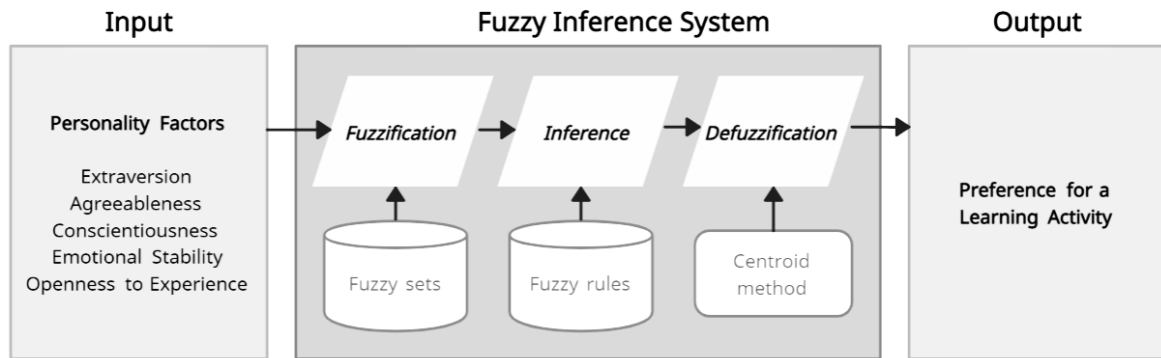 Input
Fuzzy Inference System
Output
Personality Factors
Extraversion
Agreeableness
Conscientiousness
Emotional Stability
Openness to Experience
Fuzzification
Inference
Defuzzification
Fuzzy sets
Fuzzy rules
Centroid
method
Preference for a
Learning Activity